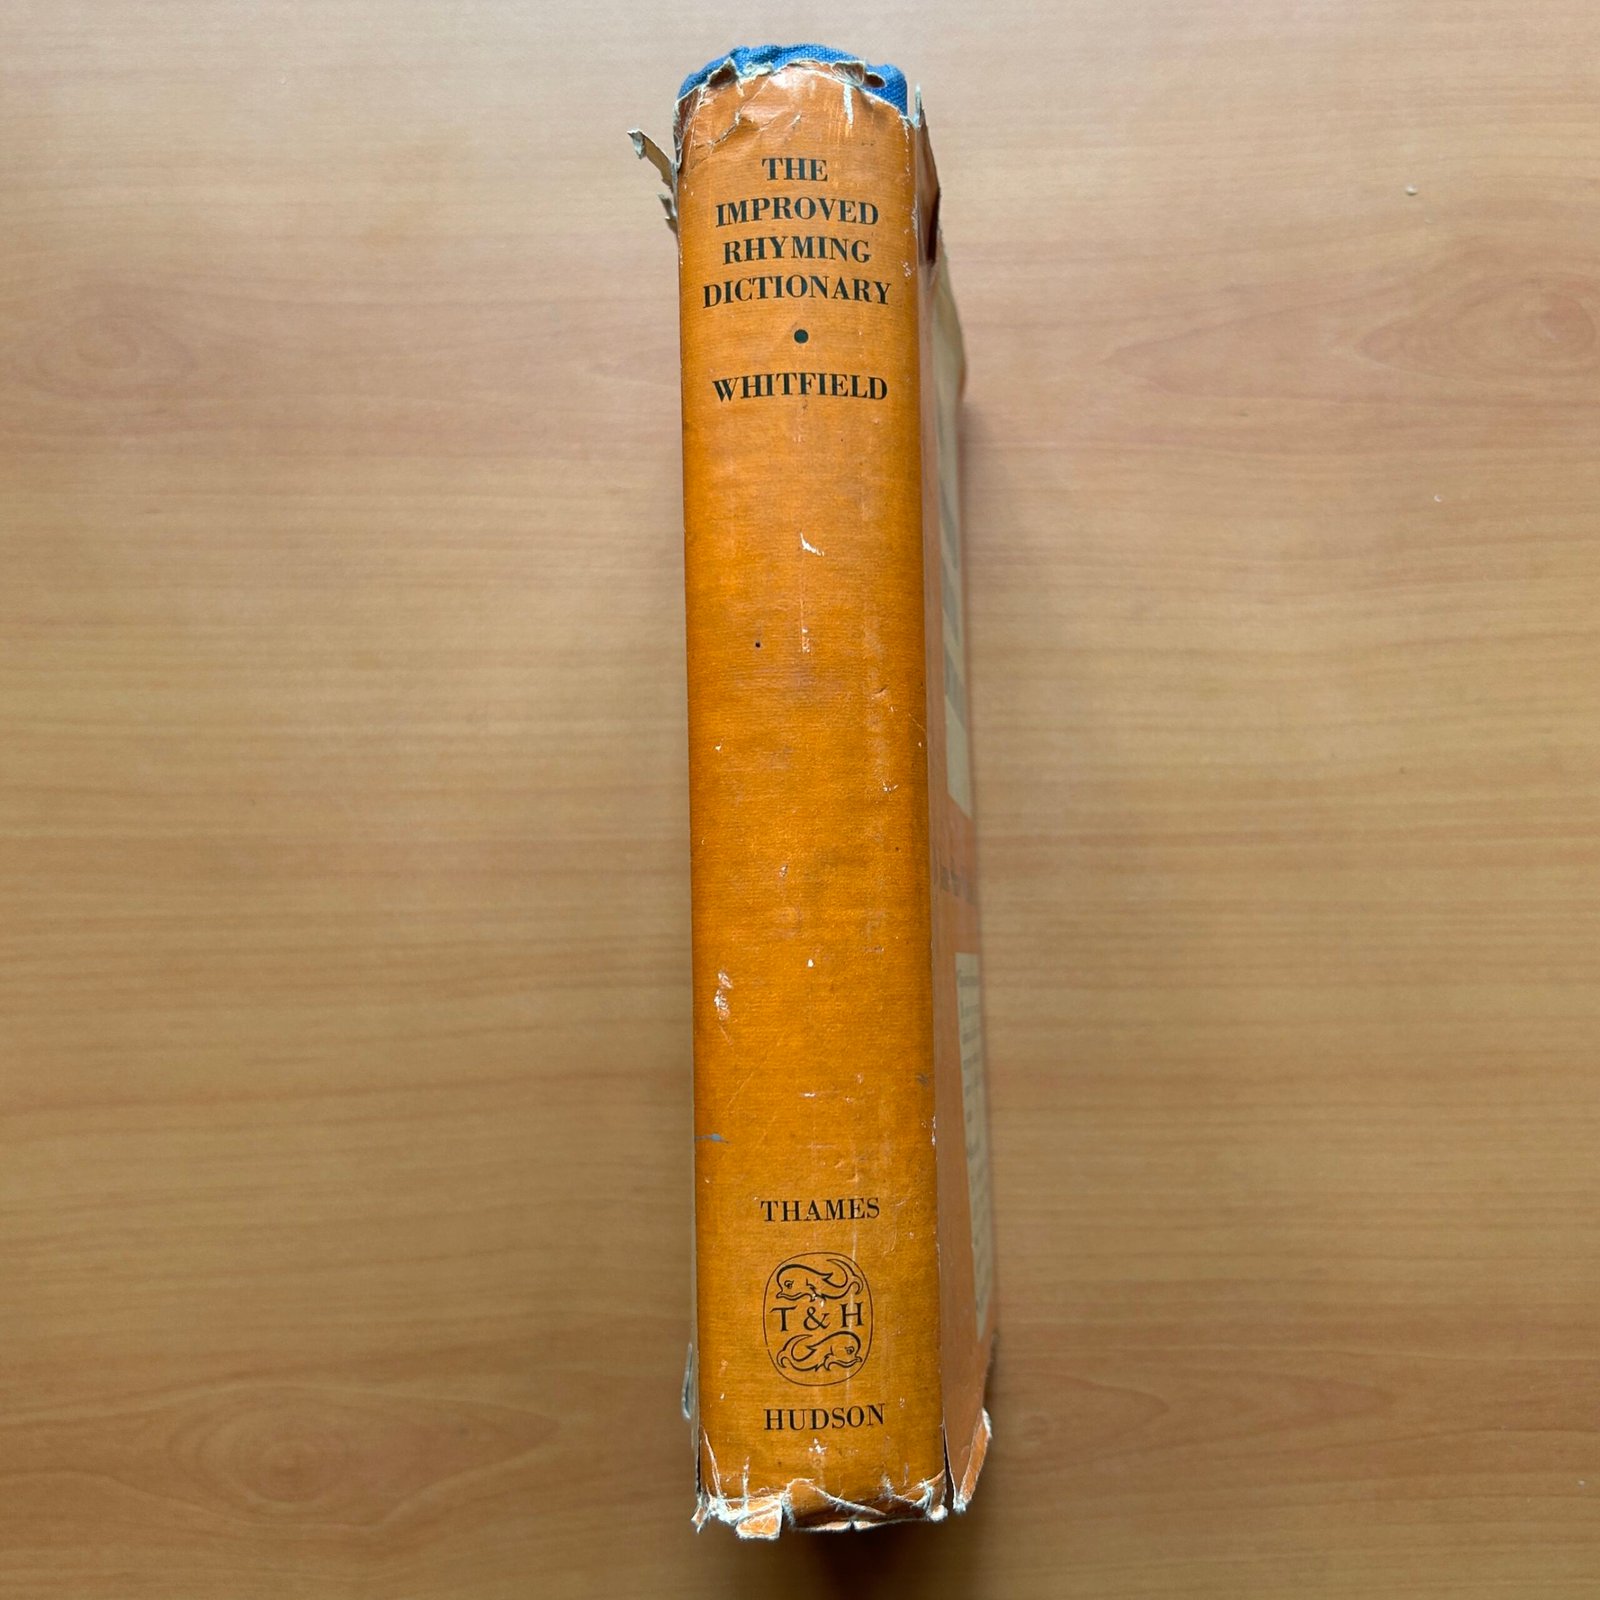 THE
IMPROVED
RHYMING
DICTIONARY
•
WHITFIELD
THAMES
T & H
HUDSON